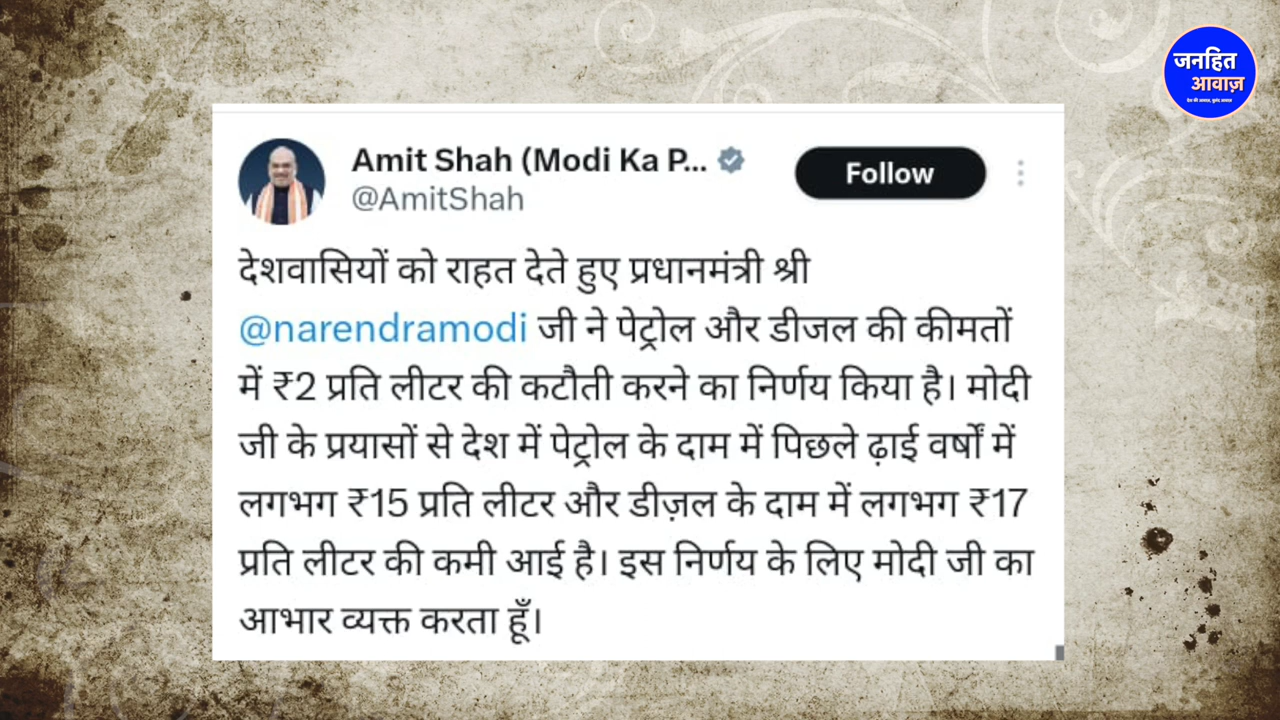 जनहित
आवाज़
Amit Shah (Modi Ka P...
@AmitShah
Follow
देशवासियों को राहत देते हुए प्रधानमंत्री श्री
@narendramodi जी ने पेट्रोल और डीजल की कीमतों
में ₹2 प्रति लीटर की कटौती करने का निर्णय किया है। मोदी
जी के प्रयासों से देश में पेट्रोल के दाम में पिछले ढ़ाई वर्षों में
लगभग ₹15 प्रति लीटर और डीज़ल के दाम में लगभग ₹17
प्रति लीटर की कमी आई है। इस निर्णय के लिए मोदी जी का
आभार व्यक्त करता हूँ।